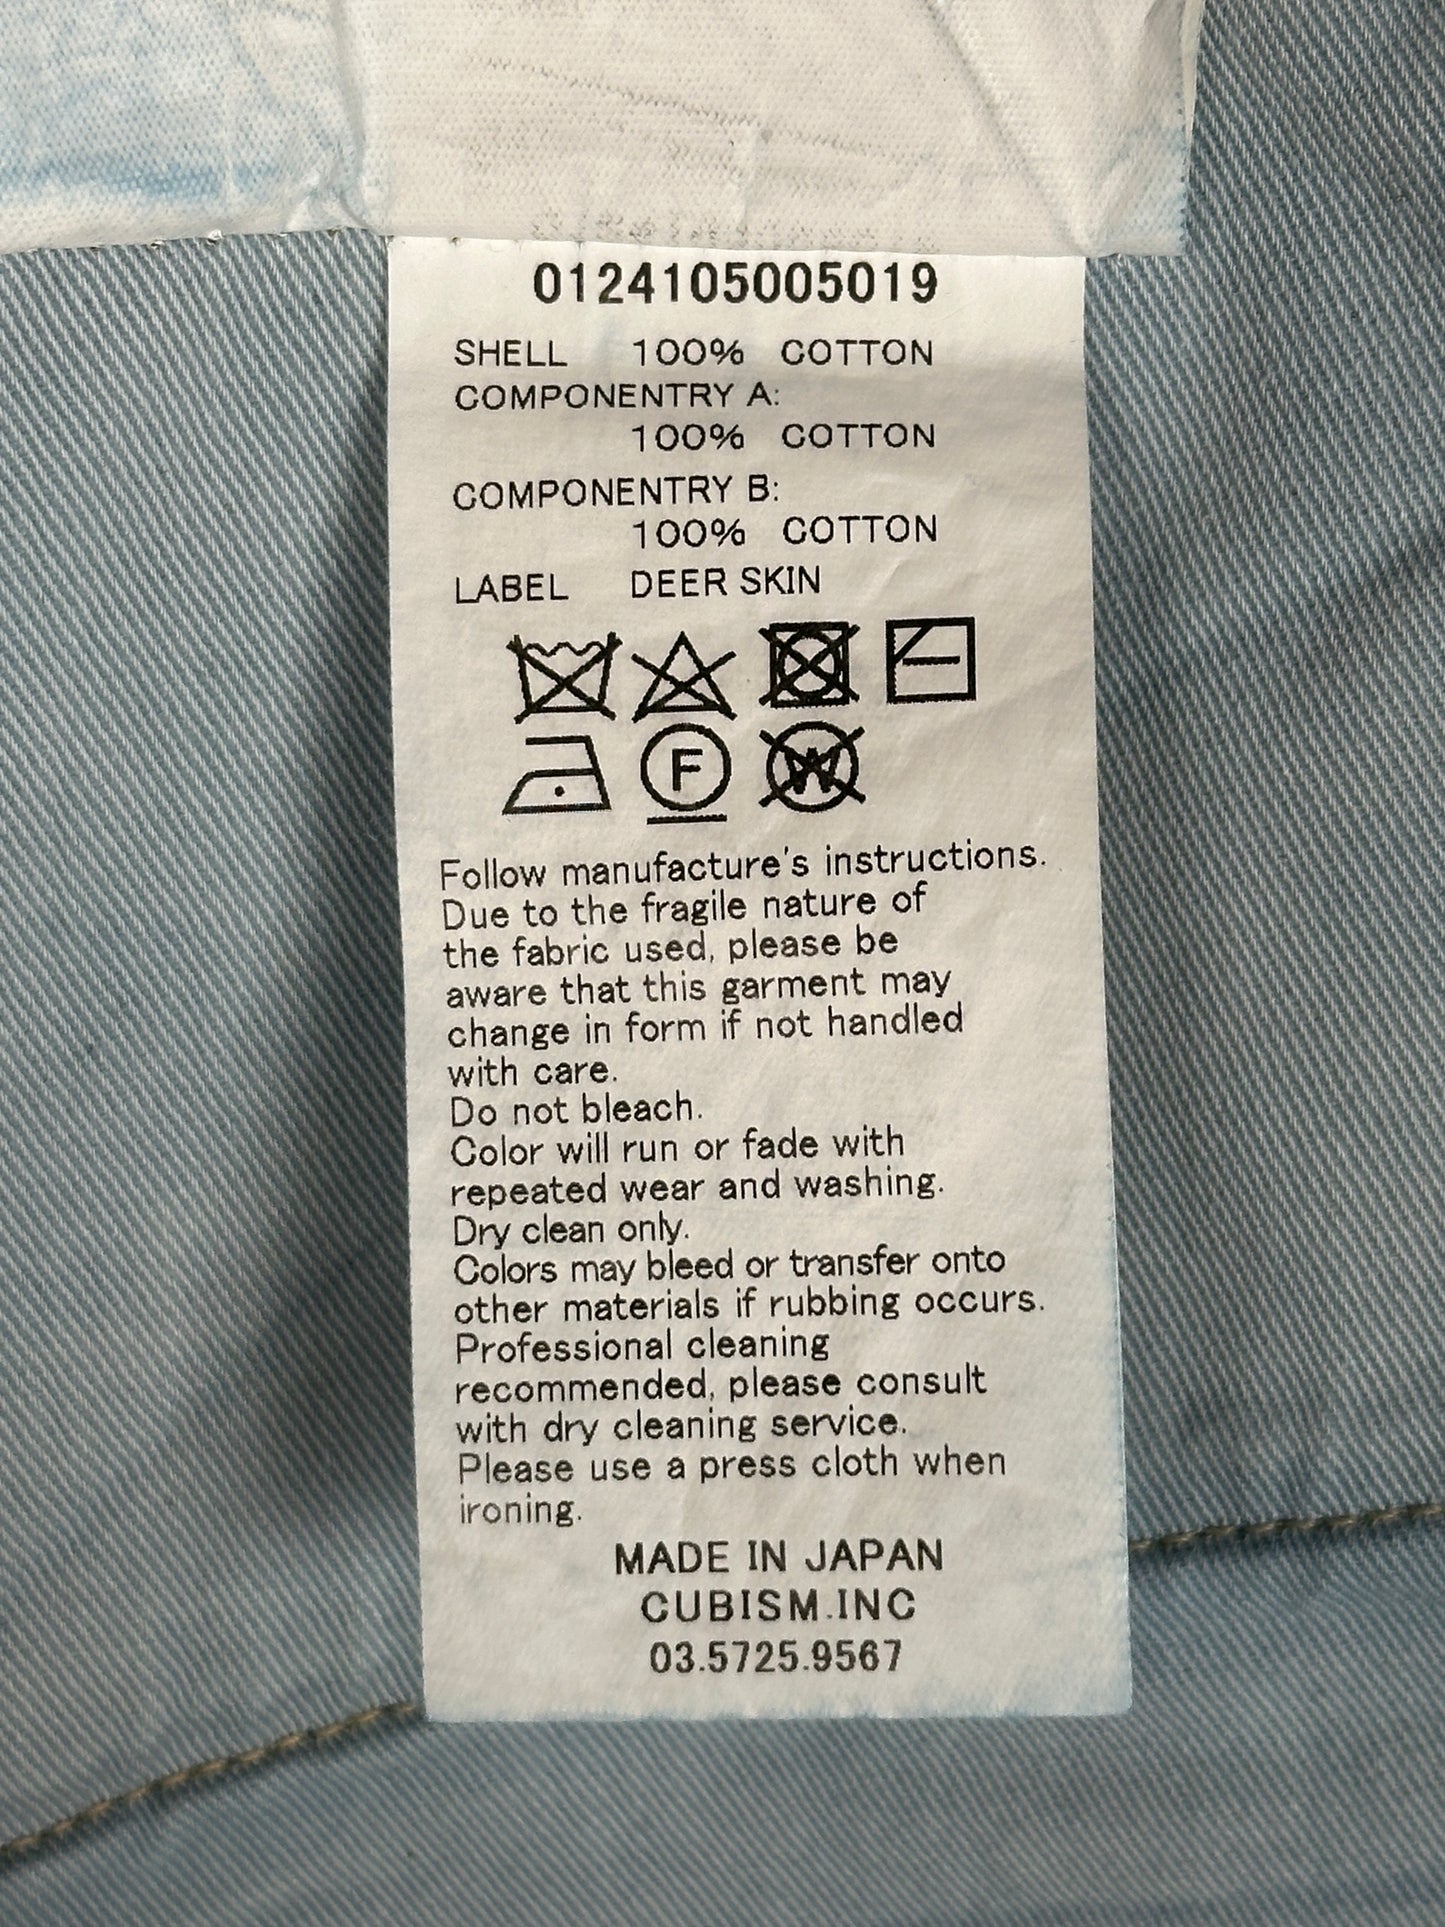 0124105005019
SHELL 100% COTTON
COMPONENTRY A:
100% COTTON
COMPONENTRY B:
100% COTTON
LABEL DEER SKIN
F W
Follow manufacture's instructions.
Due to the fragile nature of
the fabric used, please be
aware that this garment may
change in form if not handled
with care.
Do not bleach.
Color will run or fade with
repeated wear and washing.
Dry clean only.
Colors may bleed or transfer onto
other materials if rubbing occurs.
Professional cleaning
recommended, please consult
with dry cleaning service.
Please use a press cloth when
ironing.
MADE IN JAPAN
CUBISM.INC
03.5725.9567